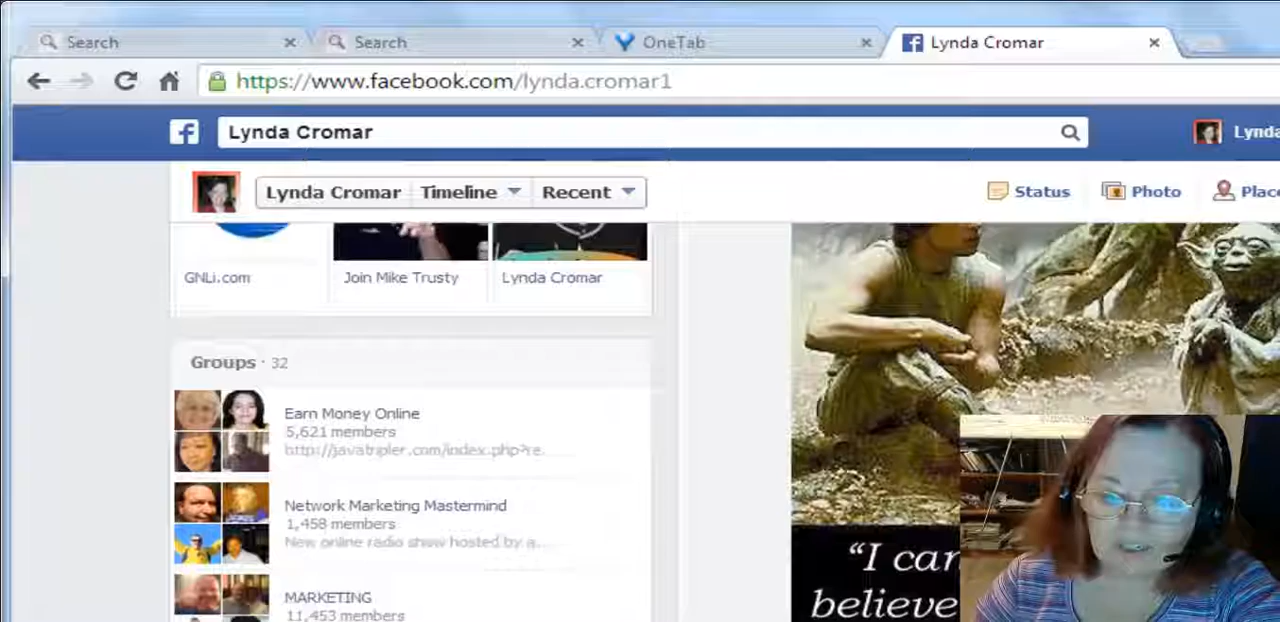 Search
Search
OneTab
Lynda Cromar
https://www.facebook.com/lynda.cromar1
Lynda Cromar
Lynda
Lynda Cromar Timeline Recent
Status
Photo
Plac
GNLi.com
Join Mike Trusty
Lynda Cromar
Groups · 32
Earn Money Online
5,621 members
http://javatripler.com/index.php?re...
Network Marketing Mastermind
1,458 members
New online radio show hosted by a...
MARKETING
11,453 members
“I can
believe